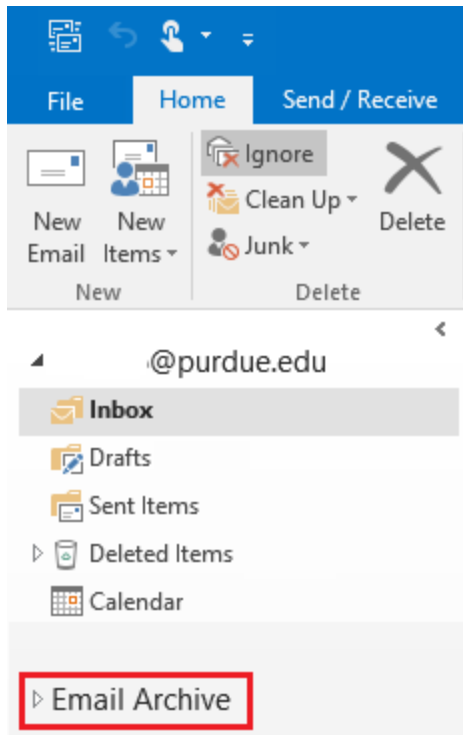 File Home Send / Receive
Ignore
Clean Up
Junk
New Email
New Items
Delete
New Delete
@purdue.edu
Inbox
Drafts
Sent Items
Deleted Items
Calendar
Email Archive